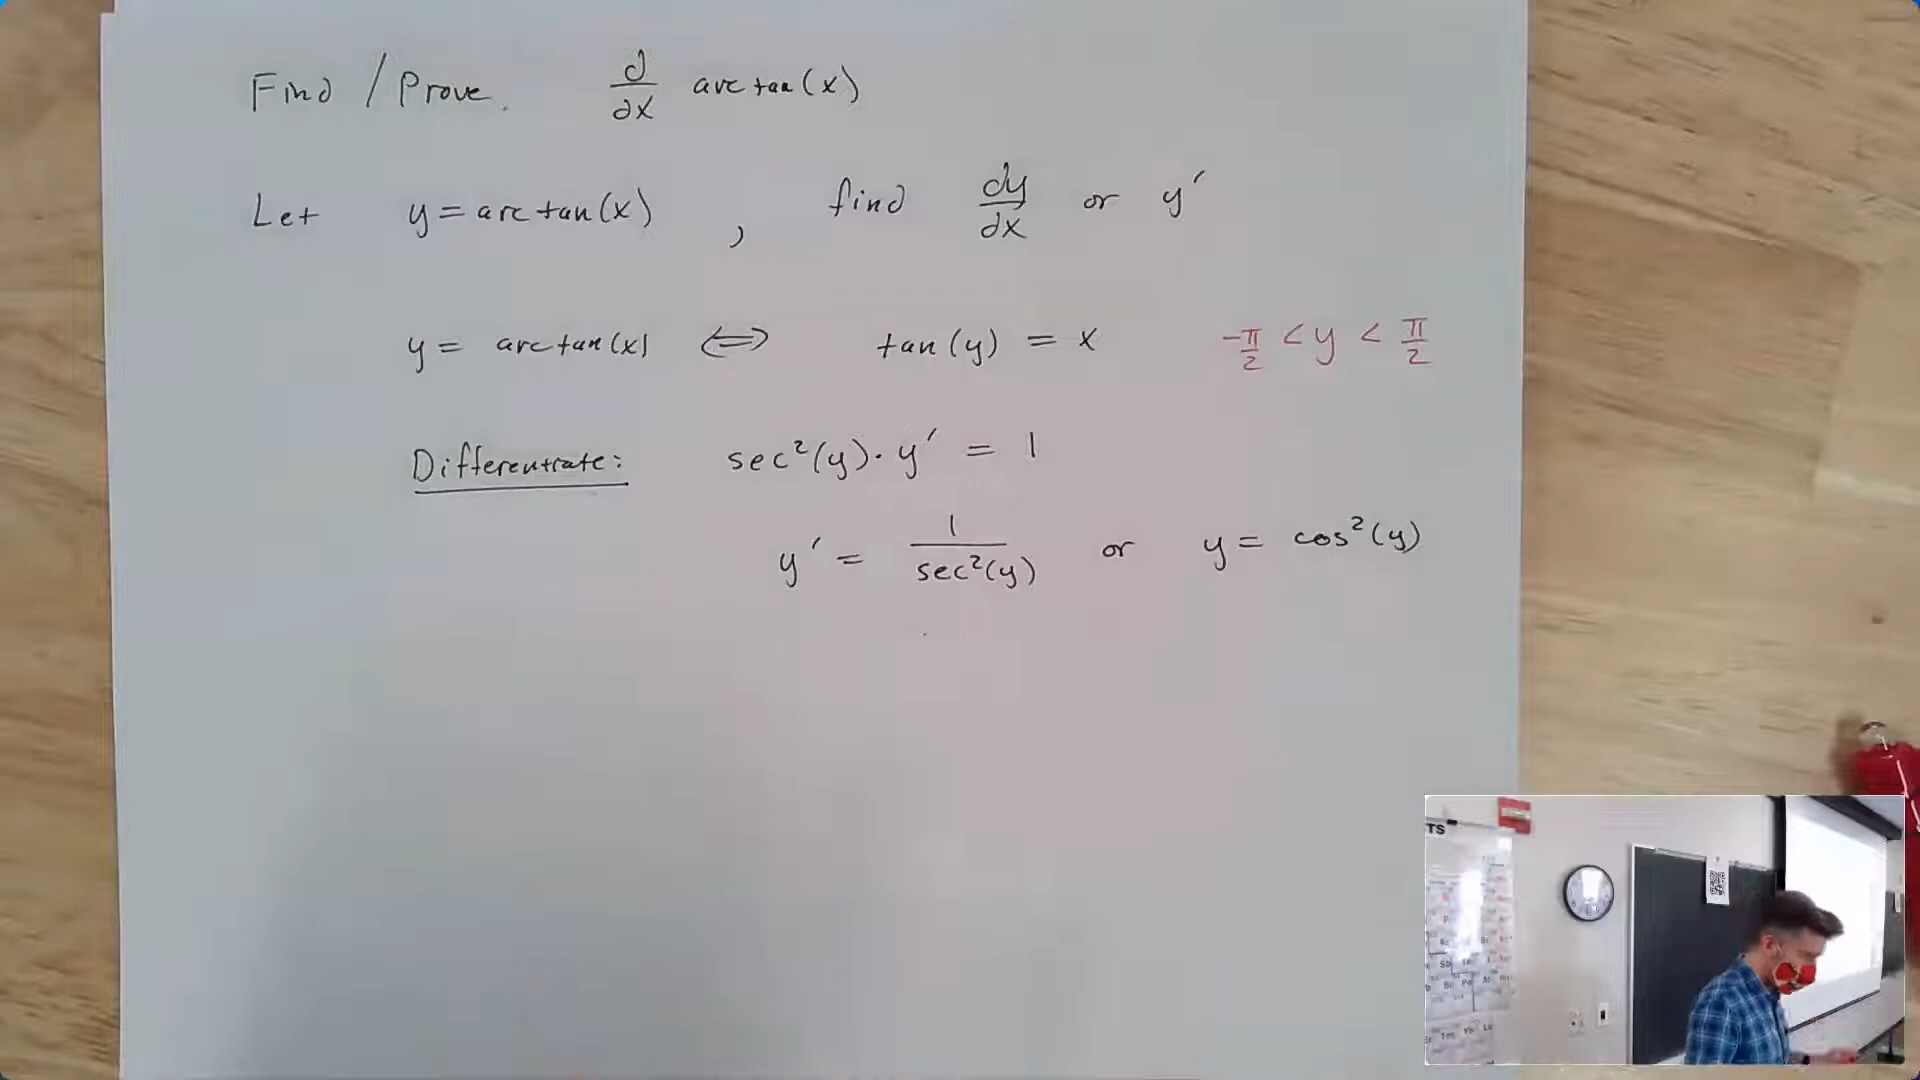 Find / Prove. d/dx arctan(x)
Let y = arctan(x) , find dy/dx or y′
y = arctan(x) ⟺ tan(y) = x -π/2 < y < π/2
Differentiate: sec²(y)· y′ = 1
y′ = 1/sec²(y) or y = cos²(y)
TS